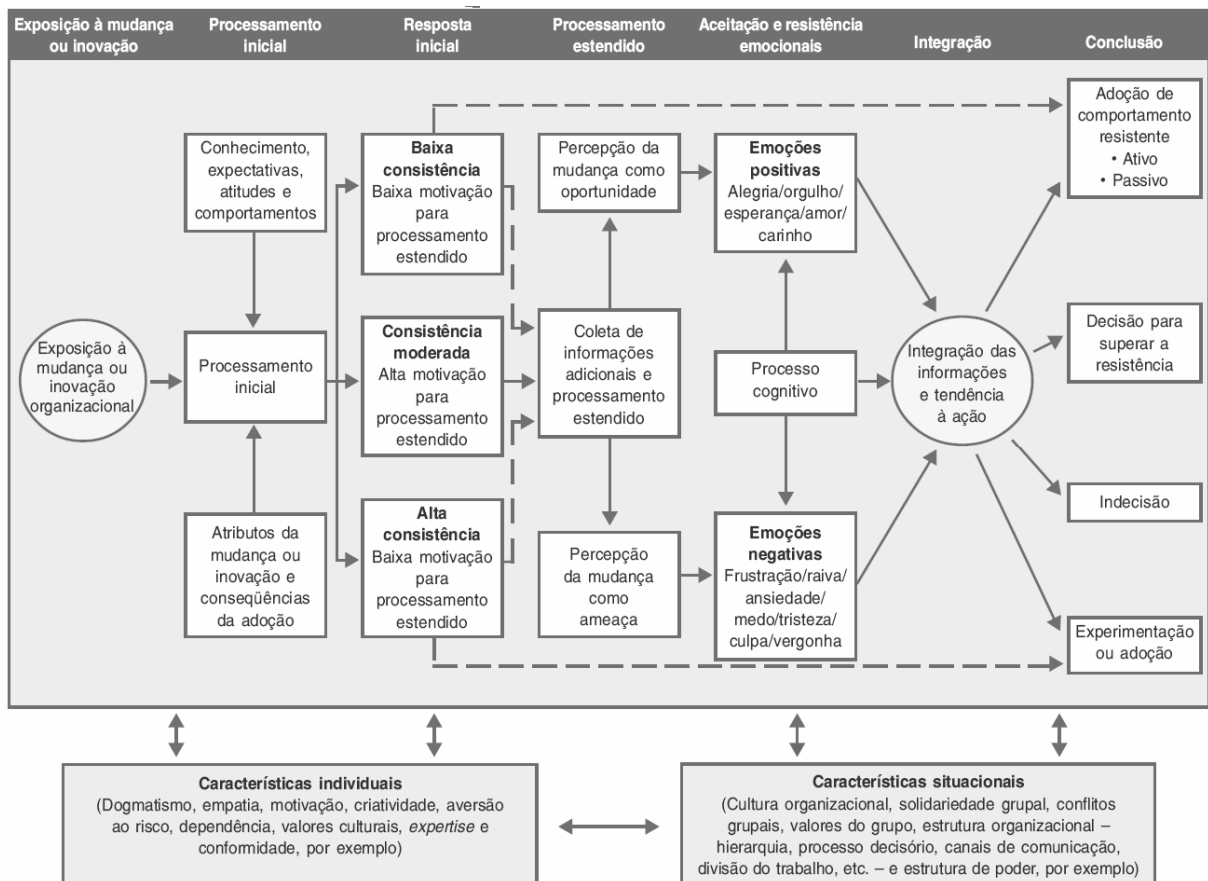 Exposição à mudança
ou inovação
Processamento
inicial
Resposta
inicial
Processamento
estendido
Aceitação e resistência
emocionais
Integração
Conclusão
Conhecimento,
expectativas,
atitudes e
comportamentos
Baixa
consistência
Baixa motivação
para
processamento
estendido
Percepção da
mudança como
oportunidade
Emoções
positivas
Alegria/orgulho/
esperança/amor/
carinho
Adoção de
comportamento
resistente
• Ativo
• Passivo
Exposição à
mudança ou
inovação
organizacional
Processamento
inicial
Consistência
moderada
Alta motivação
para
processamento
estendido
Coleta de
informações
adicionais e
processamento
estendido
Processo
cognitivo
Integração das
informações
e tendência
à ação
Decisão para
superar a
resistência
Indecisão
Atributos da
mudança ou
inovação e
conseqüências
da adoção
Alta
consistência
Baixa motivação
para
processamento
estendido
Percepção
da mudança
como
ameaça
Emoções
negativas
Frustração/raiva/
ansiedade/
medo/tristeza/
culpa/vergonha
Experimentação
ou adoção
Características individuais
(Dogmatismo, empatia, motivação, criatividade, aversão
ao risco, dependência, valores culturais, expertise e
conformidade, por exemplo)
Características situacionais
(Cultura organizacional, solidariedade grupal, conflitos
grupais, valores do grupo, estrutura organizacional –
hierarquia, processo decisório, canais de comunicação,
divisão do trabalho, etc. – e estrutura de poder, por exemplo)